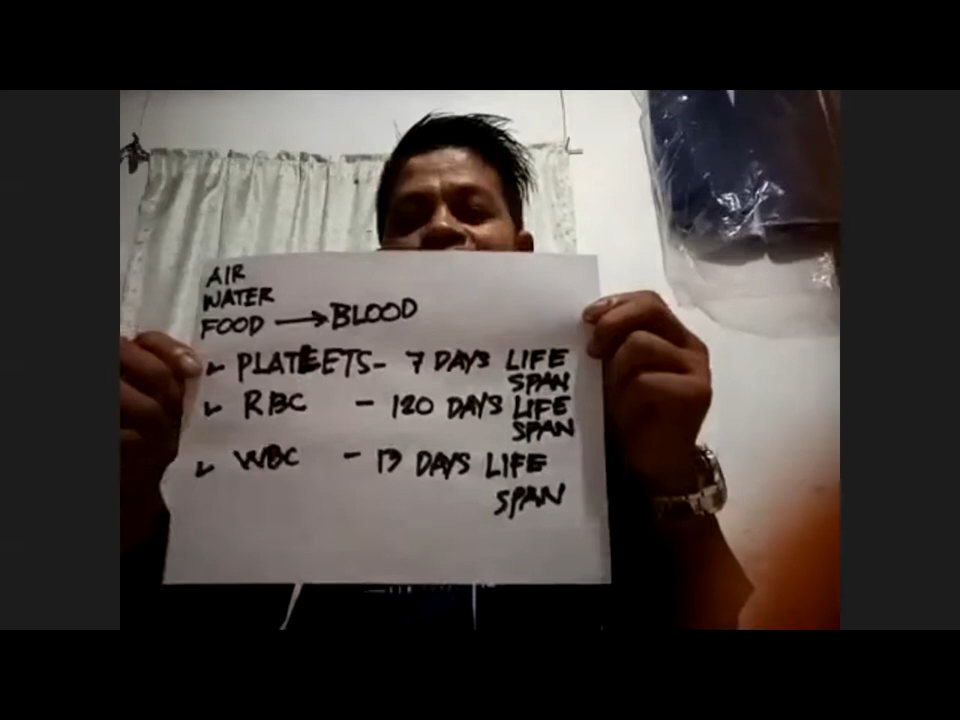 AIR
WATER
FOOD → BLOOD
✓ PLATEETS - 7 DAYS LIFE
SPAN
✓ RBC - 120 DAYS LIFE
SPAN
✓ WBC - 13 DAYS LIFE
SPAN